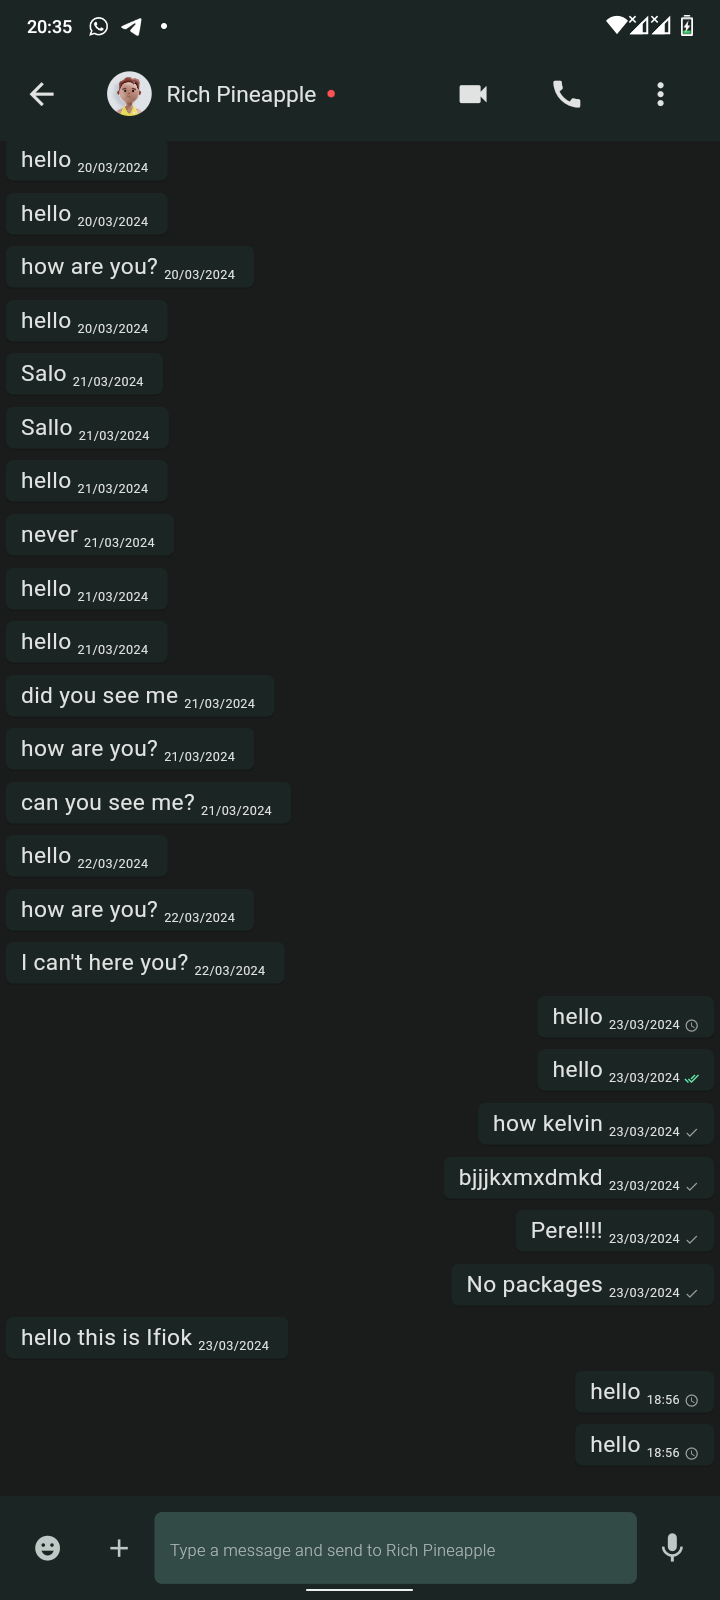 20:35
Rich Pineapple
hello 20/03/2024
hello 20/03/2024
how are you? 20/03/2024
hello 20/03/2024
Salo 21/03/2024
Sallo 21/03/2024
hello 21/03/2024
never 21/03/2024
hello 21/03/2024
hello 21/03/2024
did you see me 21/03/2024
how are you? 21/03/2024
can you see me? 21/03/2024
hello 22/03/2024
how are you? 22/03/2024
I can't here you? 22/03/2024
hello 23/03/2024
hello 23/03/2024
how kelvin 23/03/2024
bjjjkxmxdmkd 23/03/2024
Pere!!!! 23/03/2024
No packages 23/03/2024
hello this is Ifiok 23/03/2024
hello 18:56
hello 18:56
Type a message and send to Rich Pineapple